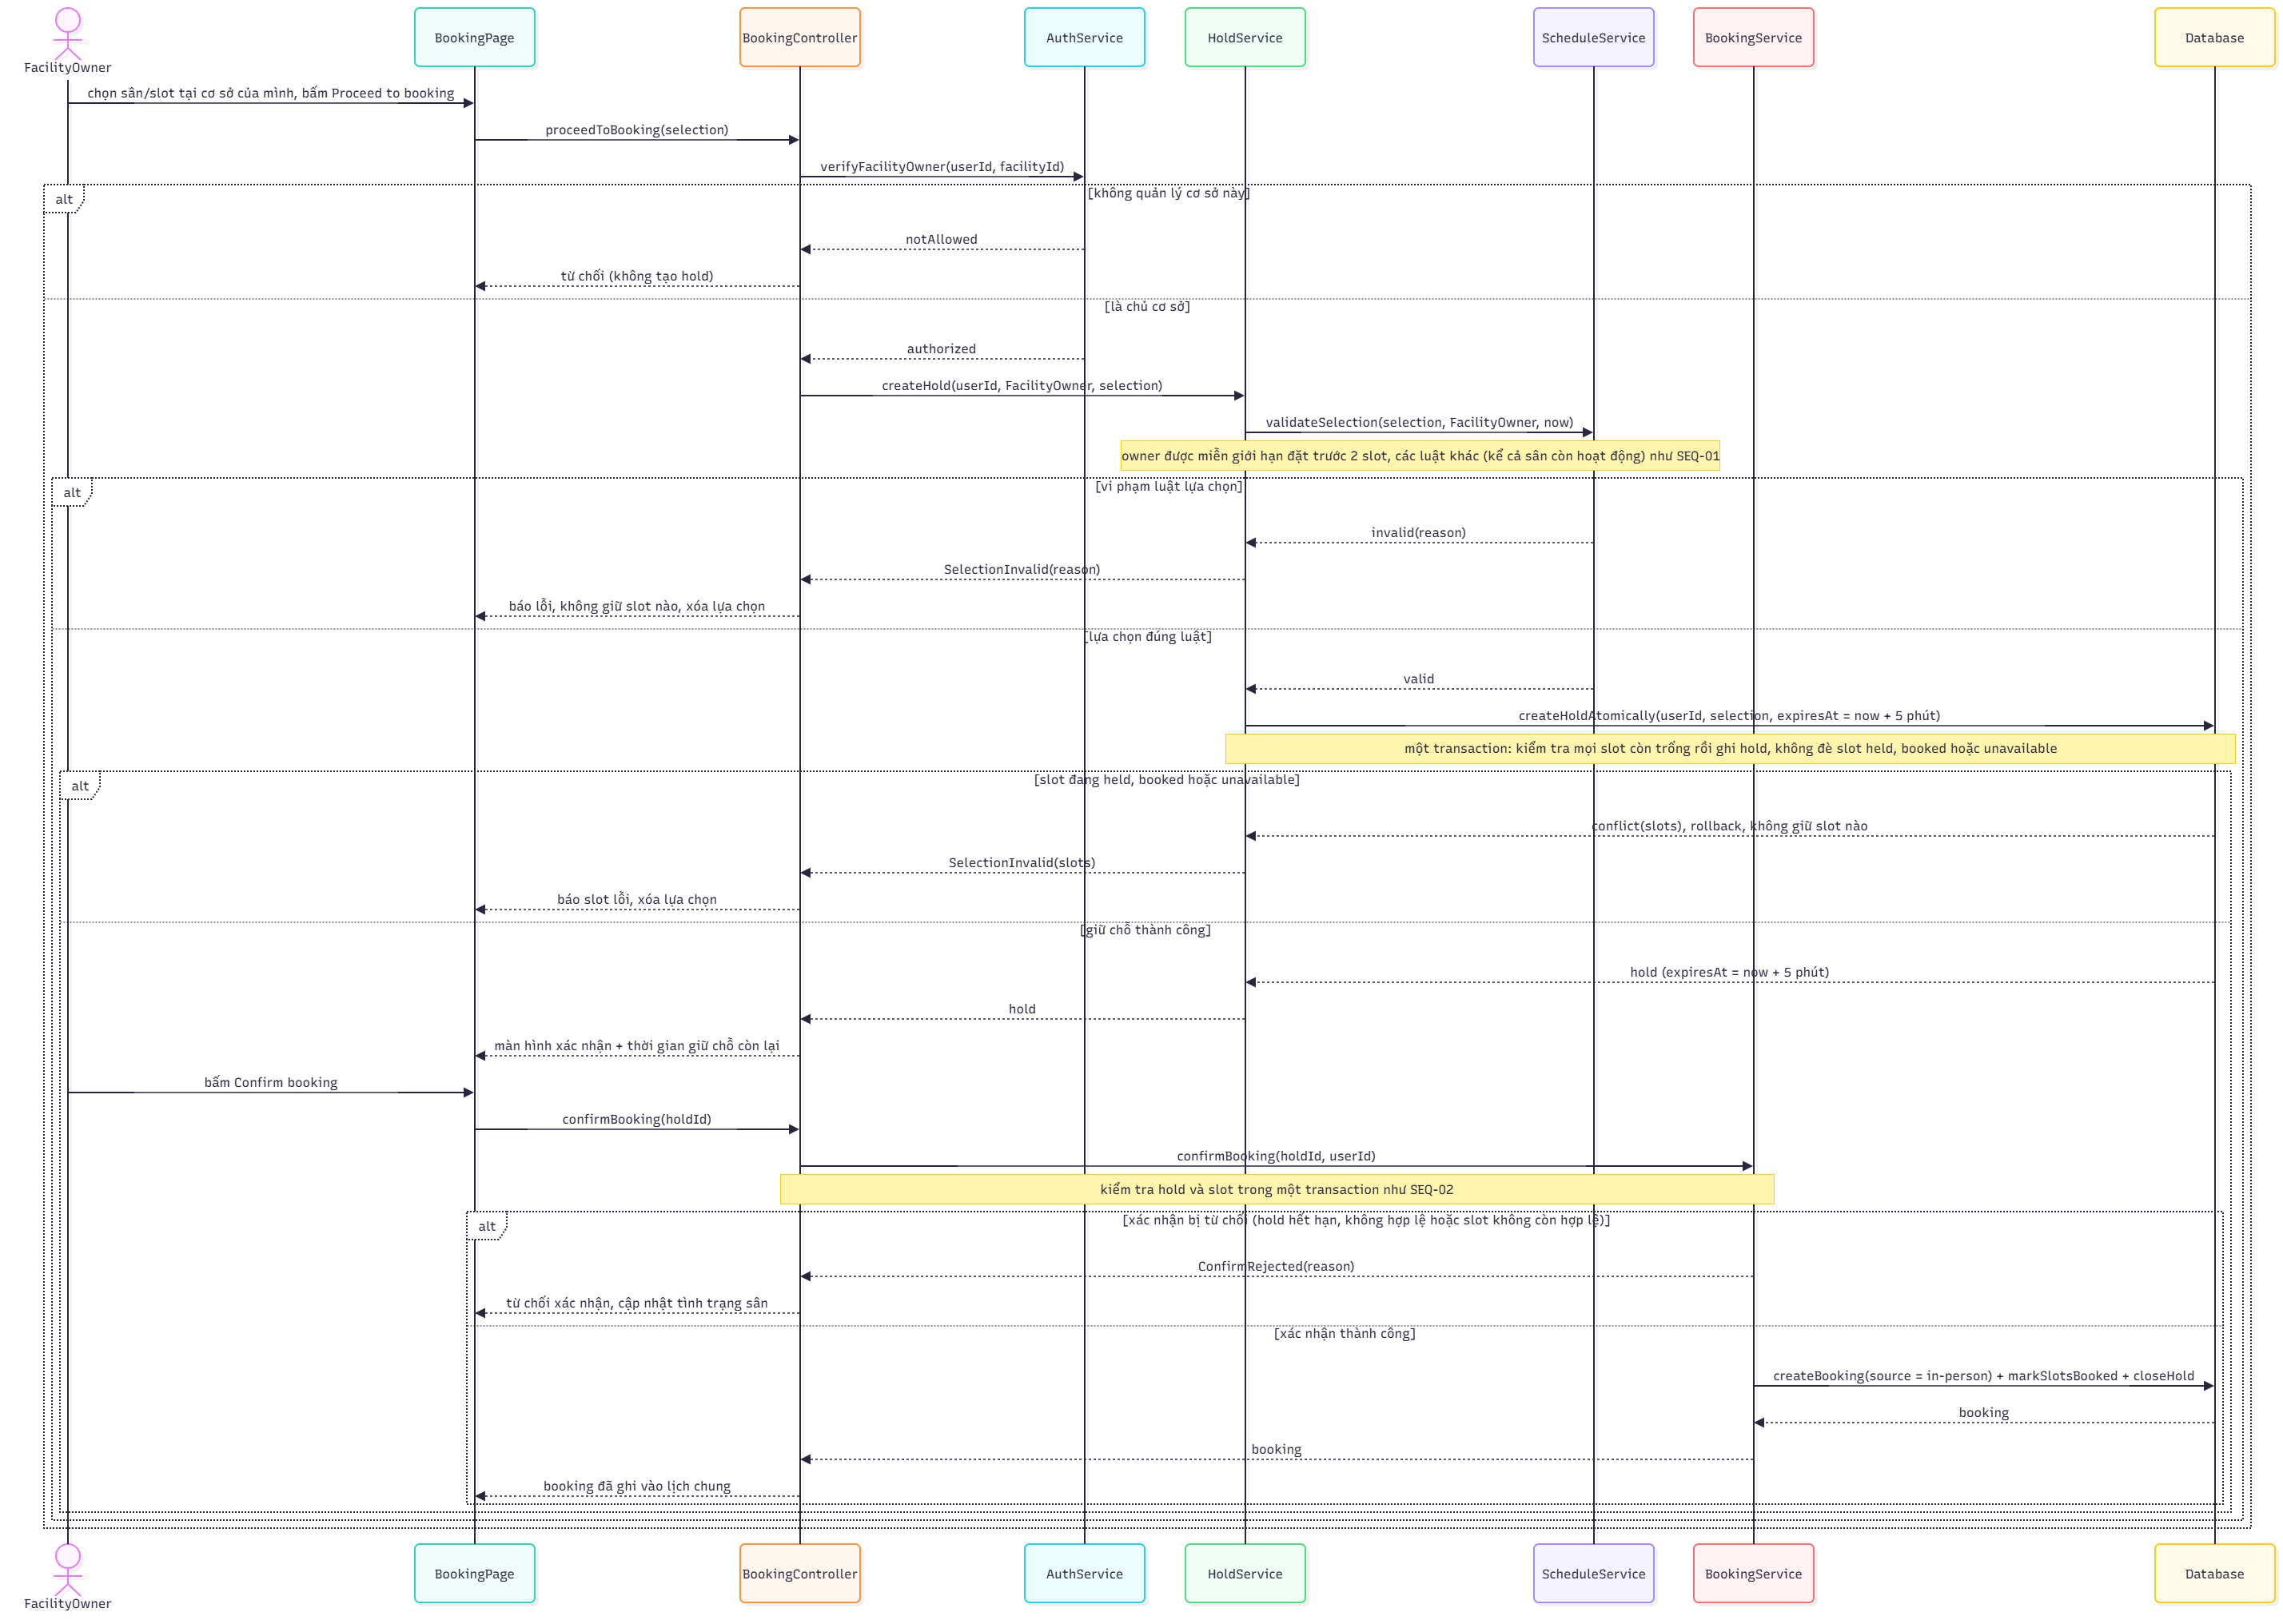 FacilityOwner
BookingPage
BookingController
AuthService
HoldService
ScheduleService
BookingService
Database
chọn sân/slot tại cơ sở của mình, bấm Proceed to booking
proceedToBooking(selection)
verifyFacilityOwner(userId, facilityId)
alt
[không quản lý cơ sở này]
notAllowed
từ chối (không tạo hold)
[là chủ cơ sở]
authorized
createHold(userId, FacilityOwner, selection)
validateSelection(selection, FacilityOwner, now)
owner được miễn giới hạn đặt trước 2 slot, các luật khác (kể cả sân còn hoạt động) như SEQ-01
alt
[vi phạm luật lựa chọn]
invalid(reason)
SelectionInvalid(reason)
báo lỗi, không giữ slot nào, xóa lựa chọn
[lựa chọn đúng luật]
valid
createHoldAtomically(userId, selection, expiresAt = now + 5 phút)
một transaction: kiểm tra mọi slot còn trống rồi ghi hold, không đè slot held, booked hoặc unavailable
alt
[slot đang held, booked hoặc unavailable]
conflict(slots), rollback, không giữ slot nào
SelectionInvalid(slots)
báo slot lỗi, xóa lựa chọn
[giữ chỗ thành công]
hold (expiresAt = now + 5 phút)
hold
màn hình xác nhận + thời gian giữ chỗ còn lại
bấm Confirm booking
confirmBooking(holdId)
confirmBooking(holdId, userId)
kiểm tra hold và slot trong một transaction như SEQ-02
alt
[xác nhận bị từ chối (hold hết hạn, không hợp lệ hoặc slot không còn hợp lệ)]
ConfirmRejected(reason)
từ chối xác nhận, cập nhật tình trạng sân
[xác nhận thành công]
createBooking(source = in-person) + markSlotsBooked + closeHold
booking
booking
booking đã ghi vào lịch chung
FacilityOwner
BookingPage
BookingController
AuthService
HoldService
ScheduleService
BookingService
Database